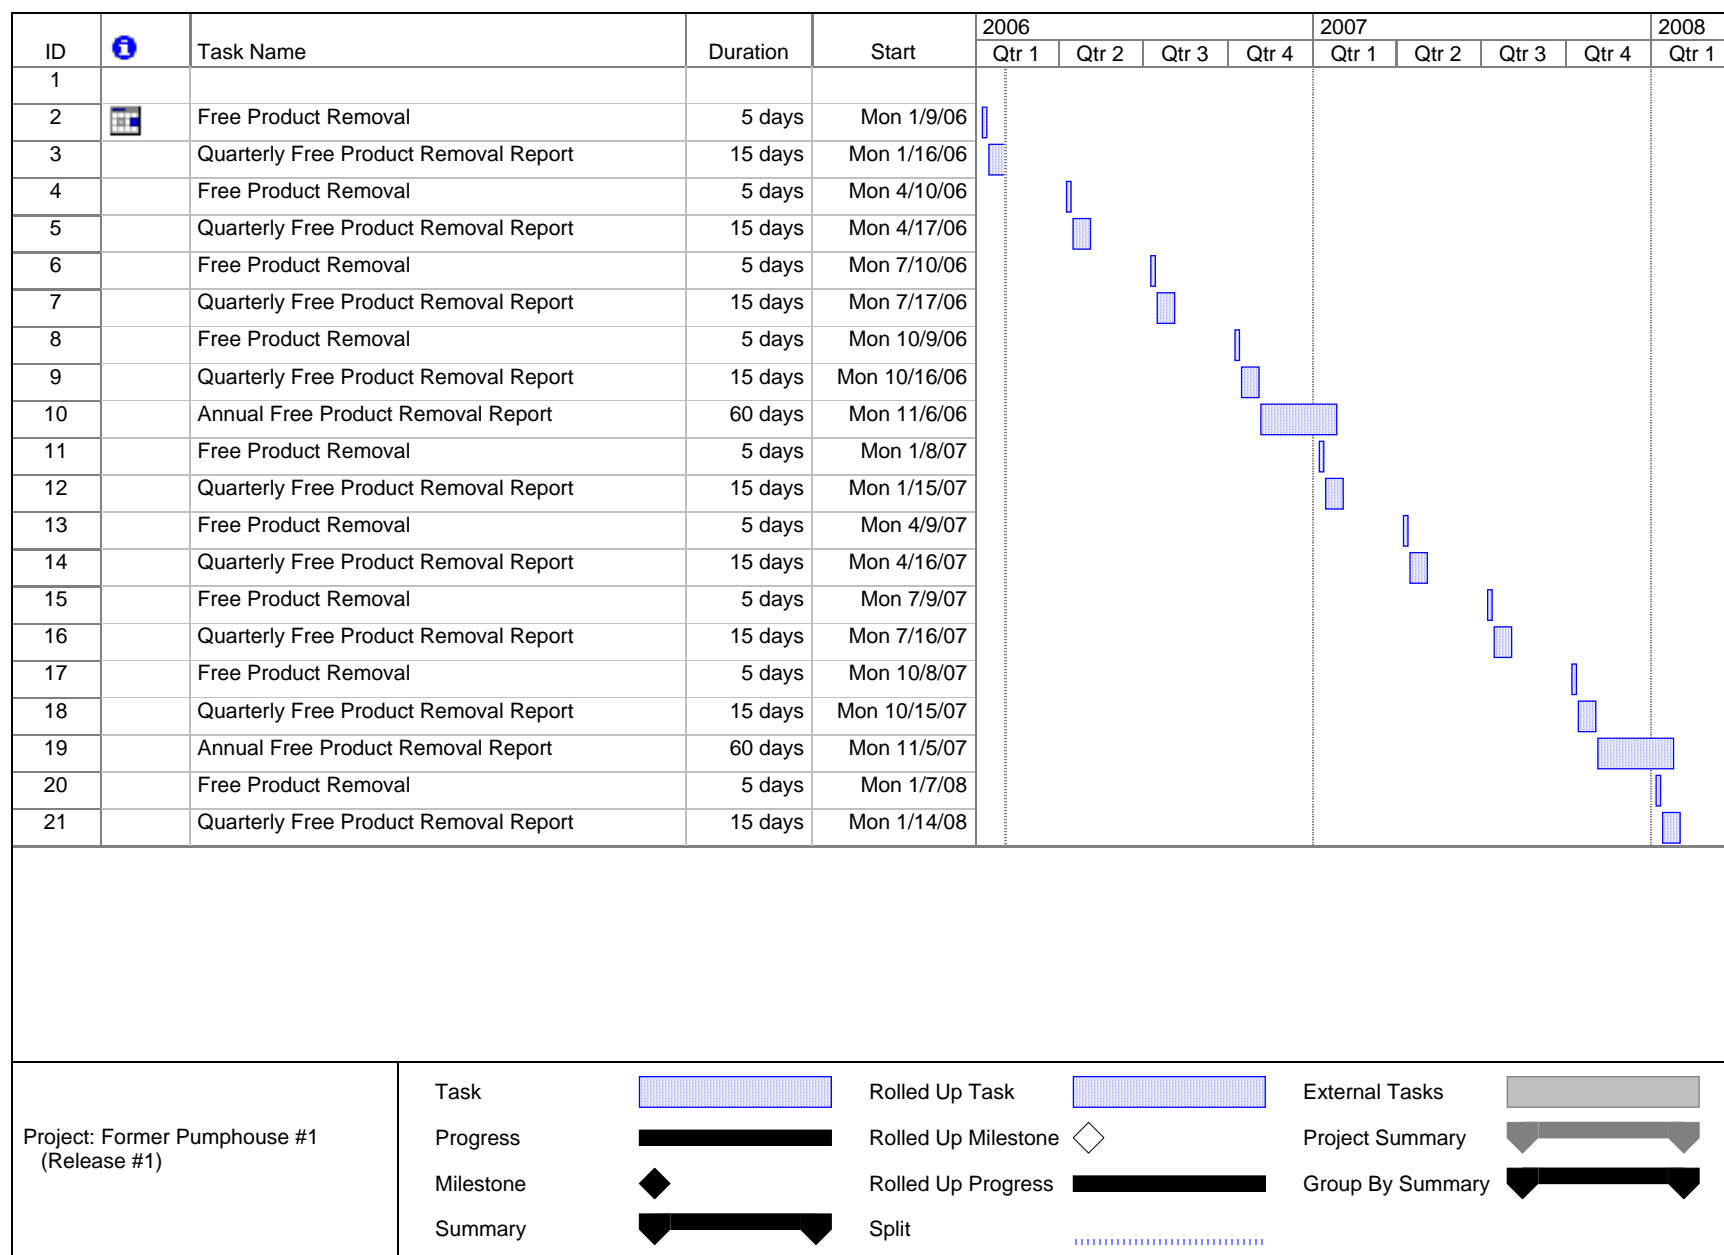 2006 2007 2008
ID Task Name Duration Start Qtr 1 Qtr 2 Qtr 3 Qtr 4 Qtr 1 Qtr 2 Qtr 3 Qtr 4 Qtr 1
1
2 Free Product Removal 5 days Mon 1/9/06
3 Quarterly Free Product Removal Report 15 days Mon 1/16/06
4 Free Product Removal 5 days Mon 4/10/06
5 Quarterly Free Product Removal Report 15 days Mon 4/17/06
6 Free Product Removal 5 days Mon 7/10/06
7 Quarterly Free Product Removal Report 15 days Mon 7/17/06
8 Free Product Removal 5 days Mon 10/9/06
9 Quarterly Free Product Removal Report 15 days Mon 10/16/06
10 Annual Free Product Removal Report 60 days Mon 11/6/06
11 Free Product Removal 5 days Mon 1/8/07
12 Quarterly Free Product Removal Report 15 days Mon 1/15/07
13 Free Product Removal 5 days Mon 4/9/07
14 Quarterly Free Product Removal Report 15 days Mon 4/16/07
15 Free Product Removal 5 days Mon 7/9/07
16 Quarterly Free Product Removal Report 15 days Mon 7/16/07
17 Free Product Removal 5 days Mon 10/8/07
18 Quarterly Free Product Removal Report 15 days Mon 10/15/07
19 Annual Free Product Removal Report 60 days Mon 11/5/07
20 Free Product Removal 5 days Mon 1/7/08
21 Quarterly Free Product Removal Report 15 days Mon 1/14/08
Project: Former Pumphouse #1
(Release #1)
Task
Progress
Milestone
Summary
Rolled Up Task
Rolled Up Milestone
Rolled Up Progress
Split
External Tasks
Project Summary
Group By Summary